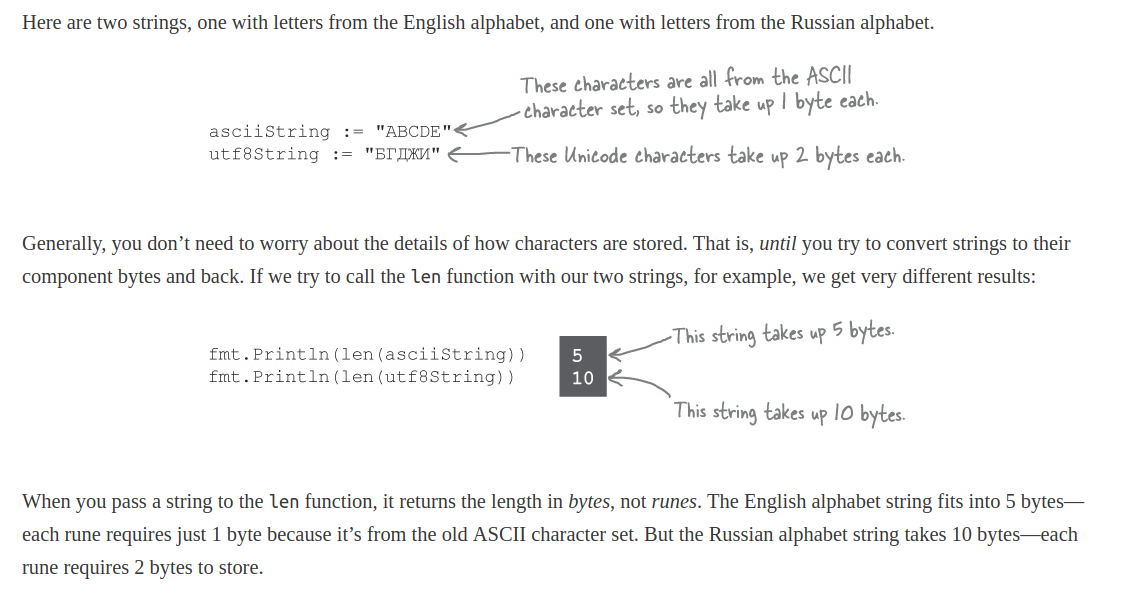 Here are two strings, one with letters from the English alphabet, and one with letters from the Russian alphabet.
These characters are all from the ASCII
character set, so they take up 1 byte each.
asciiString := "ABCDE"
utf8String := "БГДЖИ"
These Unicode characters take up 2 bytes each.
Generally, you don’t need to worry about the details of how characters are stored. That is, until you try to convert strings to their
component bytes and back. If we try to call the len function with our two strings, for example, we get very different results:
This string takes up 5 bytes.
fmt.Println(len(asciiString))
5
fmt.Println(len(utf8String))
10
This string takes up 10 bytes.
When you pass a string to the len function, it returns the length in bytes, not runes. The English alphabet string fits into 5 bytes—
each rune requires just 1 byte because it’s from the old ASCII character set. But the Russian alphabet string takes 10 bytes—each
rune requires 2 bytes to store.